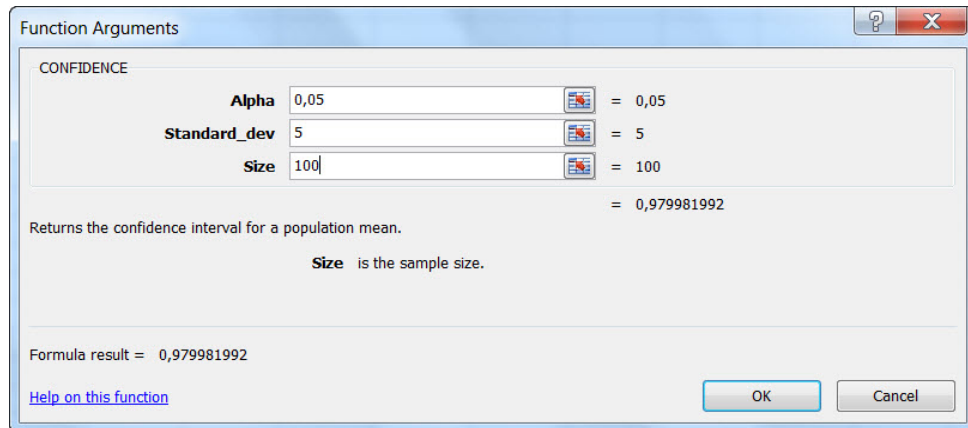 Function Arguments
CONFIDENCE
Alpha 0,05 = 0,05
Standard_dev 5 = 5
Size 100 = 100
= 0,979981992
Returns the confidence interval for a population mean.
Size is the sample size.
Formula result = 0,979981992
Help on this function OK Cancel